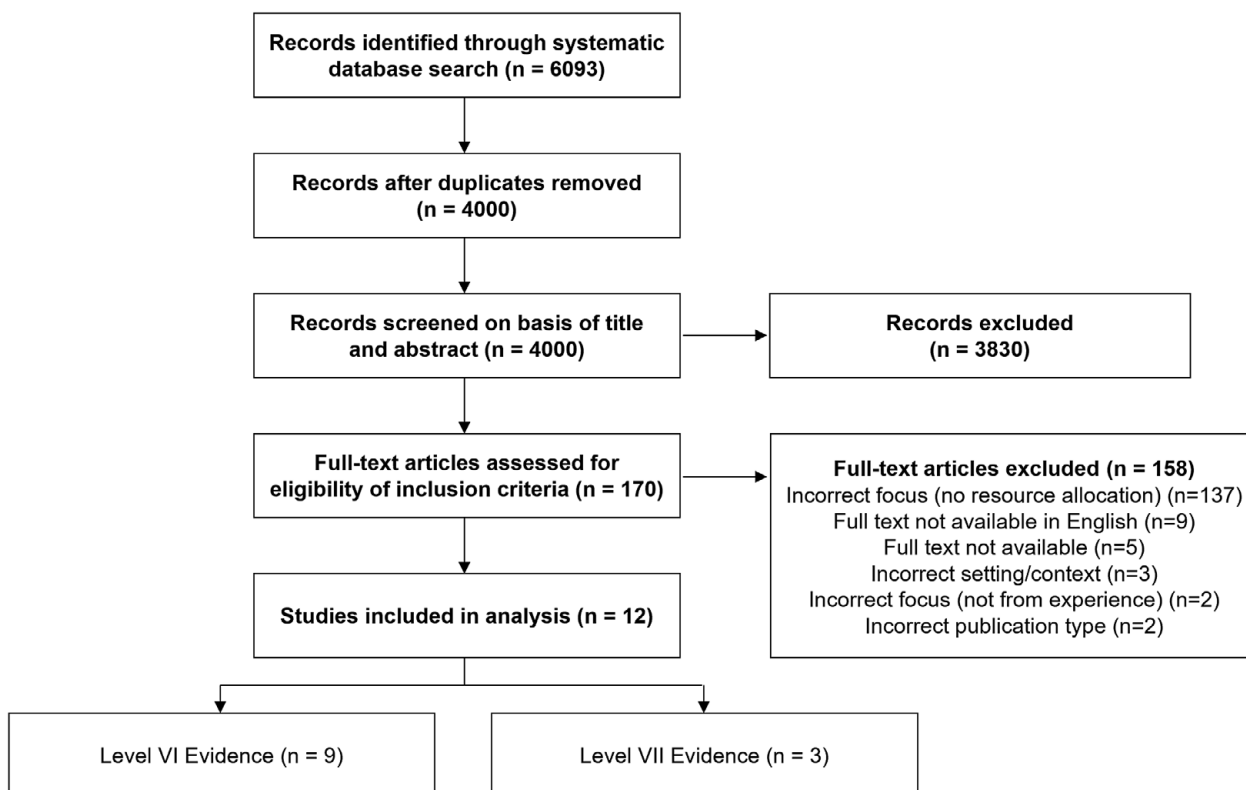 Records identified through systematic
database search (n = 6093)
Records after duplicates removed
(n = 4000)
Records screened on basis of title
and abstract (n = 4000)
Records excluded
(n = 3830)
Full-text articles assessed for
eligibility of inclusion criteria (n = 170)
Full-text articles excluded (n = 158)
Incorrect focus (no resource allocation) (n=137)
Full text not available in English (n=9)
Full text not available (n=5)
Incorrect setting/context (n=3)
Incorrect focus (not from experience) (n=2)
Incorrect publication type (n=2)
Studies included in analysis (n = 12)
Level VI Evidence (n = 9)
Level VII Evidence (n = 3)